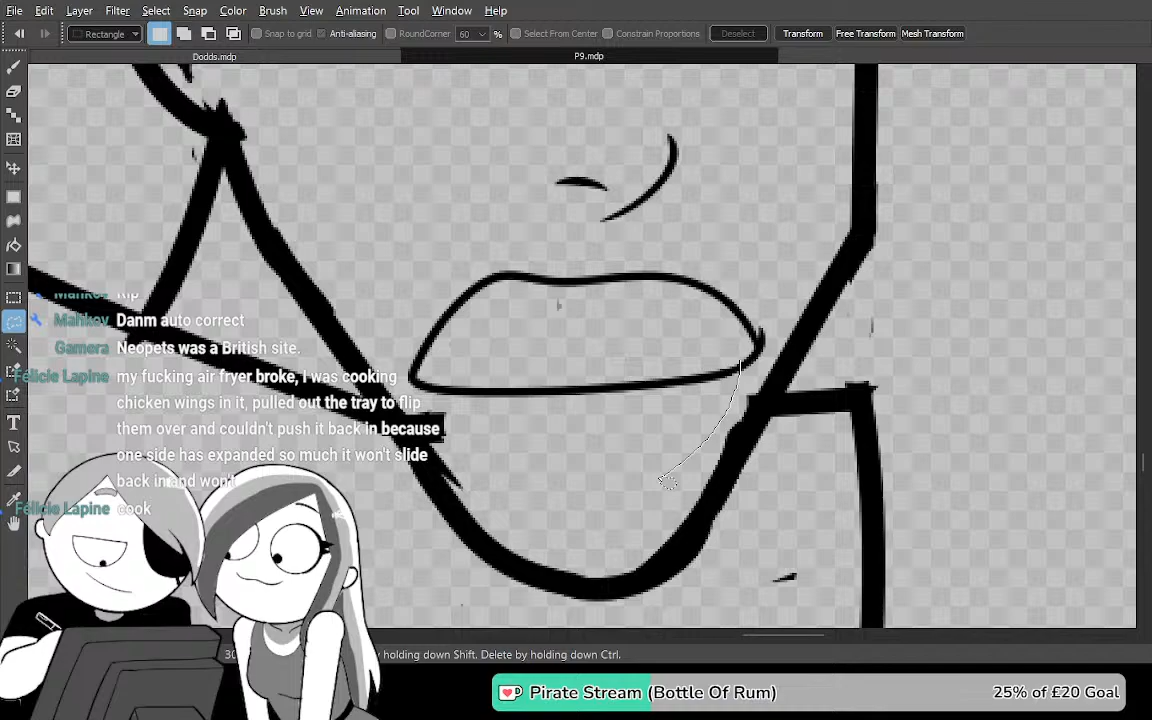 File Edit Layer Filter Select Snap Color Brush View Animation Tool Window Help
Rectangle Snap to grid Anti-aliasing RoundCorner 60 % Select From Center Constrain Proportions Deselect Transform Free Transform Mesh Transform
Dodds.mdp P9.mdp
Mahkov Rip
Mahkov Danm auto correct
Gamera Neopets was a British site.
Felicie Lapine my fucking air fryer broke, I was cooking
chicken wings in it, pulled out the tray to flip
them over and couldn't push it back in because
one side has expanded so much it won't slide
back in and won't
Felicie Lapine cook
holding down Shift. Delete by holding down Ctrl.
Pirate Stream (Bottle Of Rum) 25% of £20 Goal